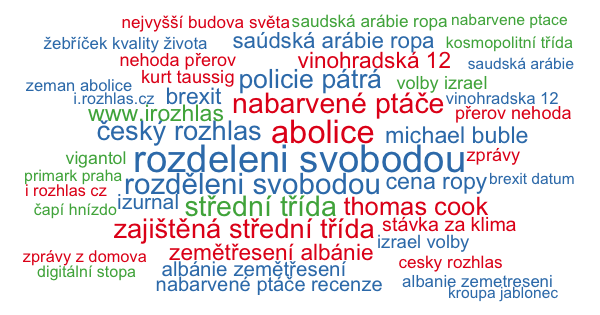 nejvyšší budova světa saudská arábie ropa nabarvene ptace
žebříček kvality života saúdská arábie ropa kosmopolitní třída
nehoda přerov vinohradská 12 saudská arábie
kurt taussig policie pátrá volby izrael
zeman abolice
i.rozhlas.cz brexit nabarvené ptáče vinohradska 12
www.irozhlas přerov nehoda
český rozhlas abolice michael buble
vigantol rozdeleni svobodou zprávy
primark praha
i rozhlas cz rozděleni svobodou cena ropy brexit datum
čapí hnízdo izurnal střední třída thomas cook
zajištěná střední třída stávka za klima
izrael volby
zprávy z domova zemětřesení albánie
digitální stopa albánie zemětřesení cesky rozhlas
nabarvené ptáče recenze albanie zemetreseni
kroupa jablonec